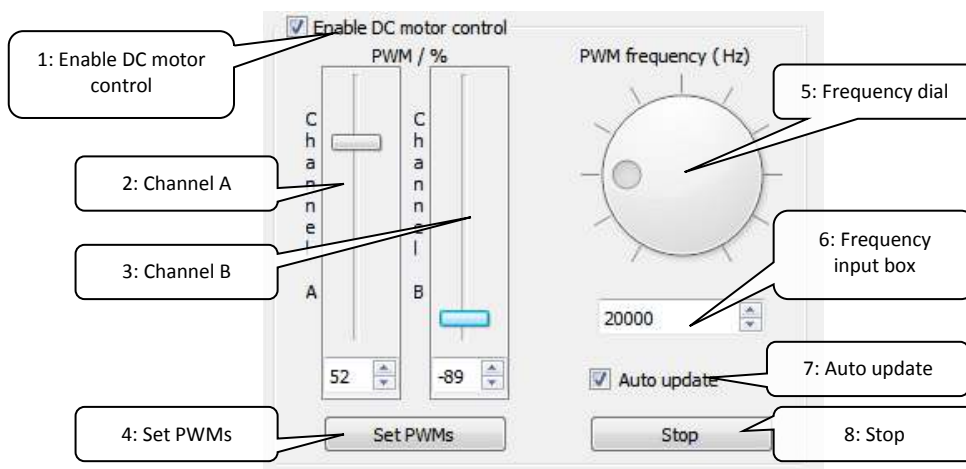 Enable DC motor control
1: Enable DC motor
control
PWM / %
PWM frequency ( Hz)
5: Frequency dial
Channel A
Channel B
2: Channel A
3: Channel B
6: Frequency
input box
20000
52
-89
Auto update
7: Auto update
4: Set PWMs
Set PWMs
Stop
8: Stop